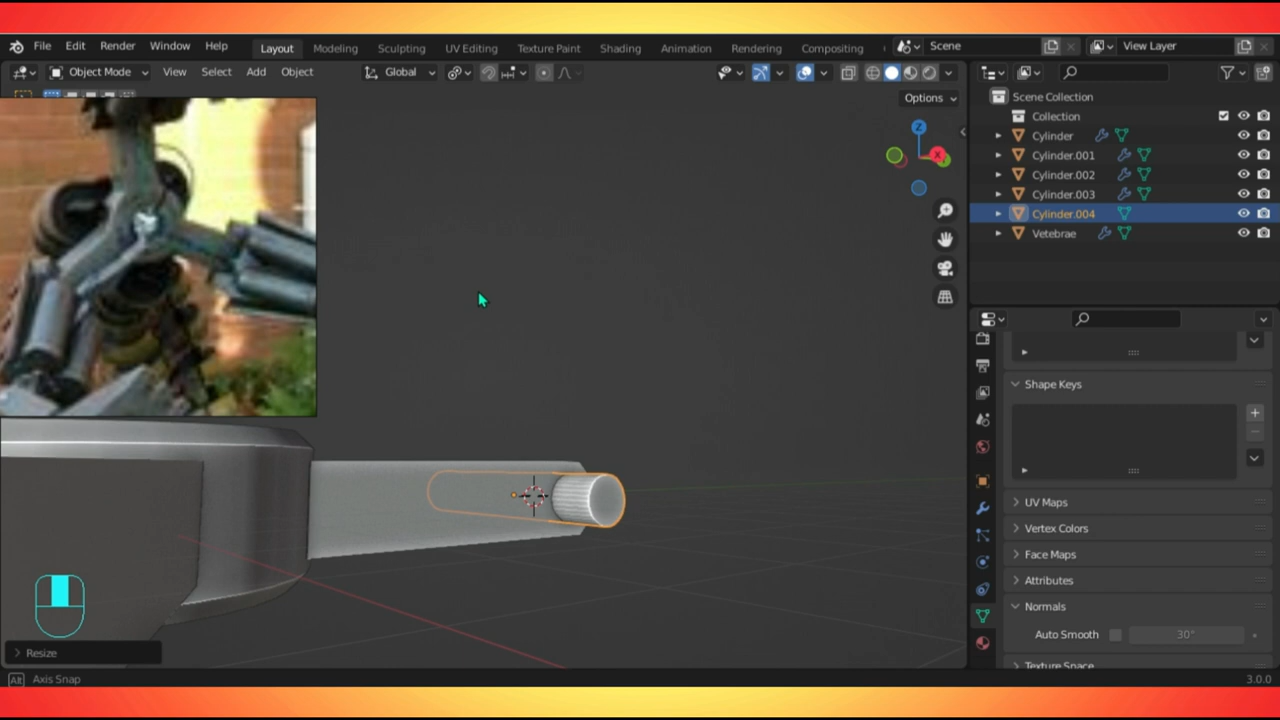 File Edit Render Window Help Layout Modeling Sculpting UV Editing Texture Paint Shading Animation Rendering Compositing Scene View Layer
Object Mode View Select Add Object Global
Options
Z
X
Scene Collection
Collection
Cylinder
Cylinder.001
Cylinder.002
Cylinder.003
Cylinder.004
Vetebrae
Shape Keys
UV Maps
Vertex Colors
Face Maps
Attributes
Normals
Auto Smooth 30°
Texture Space
Resize
Alt Axis Snap 3.0.0